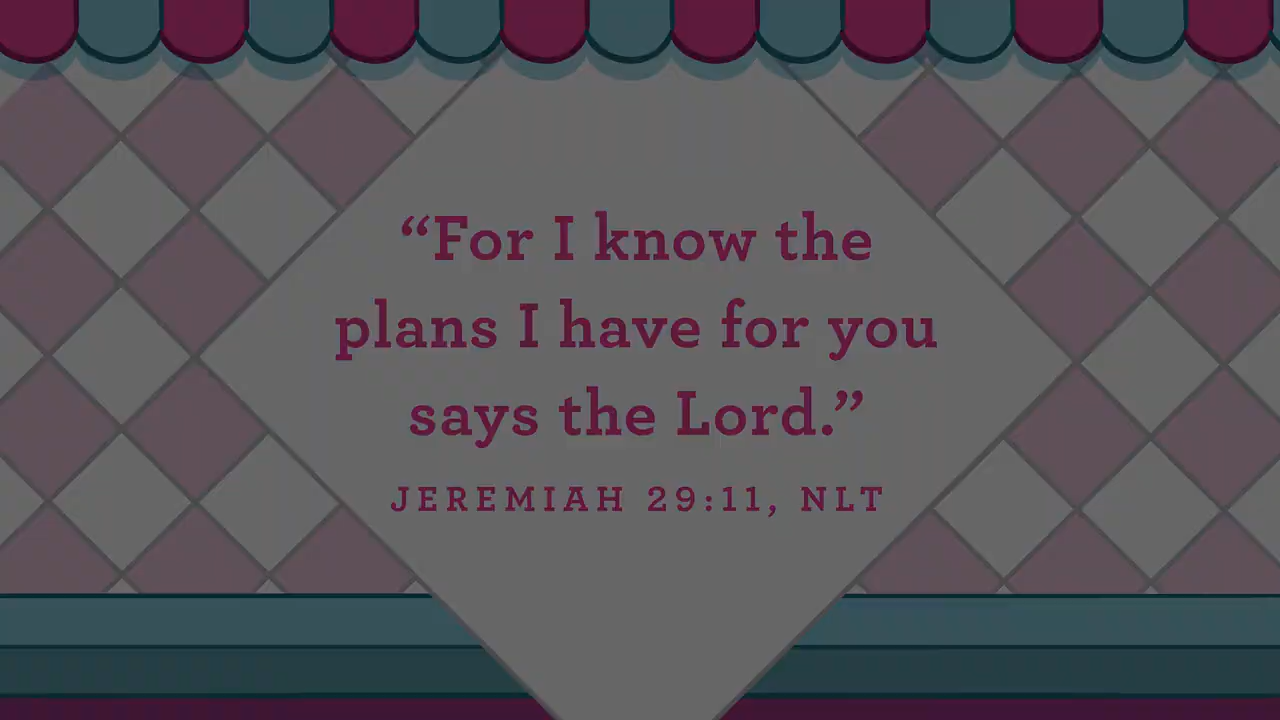 “For I know the
plans I have for you
says the Lord.”
JEREMIAH 29:11, NLT